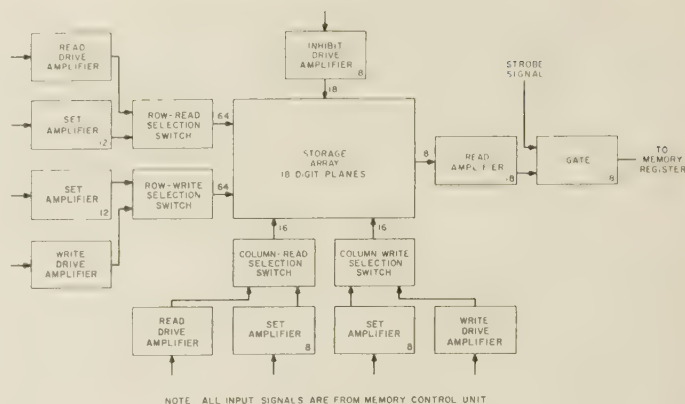 READ
DRIVE
AMPLIFIER
SET
AMPLIFIER
12
SET
AMPLIFIER
12
WRITE
DRIVE
AMPLIFIER
ROW-READ
SELECTION
SWITCH
64
ROW-WRITE
SELECTION
SWITCH
64
INHIBIT
DRIVE
AMPLIFIER
8
18
STORAGE
ARRAY
18 DIGIT PLANES
8
READ
AMPLIFIER
18
STROBE
SIGNAL
GATE
8
TO
MEMORY
REGISTER
16
16
COLUMN-READ
SELECTION
SWITCH
COLUMN WRITE
SELECTION
SWITCH
READ
DRIVE
AMPLIFIER
SET
AMPLIFIER
8
SET
AMPLIFIER
8
WRITE
DRIVE
AMPLIFIER
NOTE ALL INPUT SIGNALS ARE FROM MEMORY CONTROL UNIT